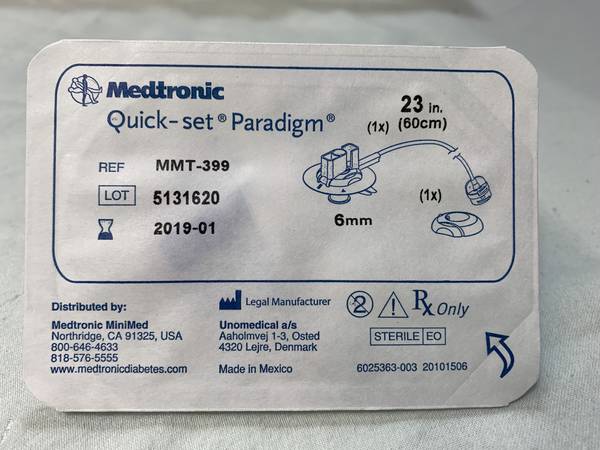 Medtronic
Quick-set® Paradigm®
23 in.
(1x) (60cm)
REF MMT-399
LOT 5131620
2019-01
6mm
(1x)
Distributed by:
Medtronic MiniMed
Northridge, CA 91325, USA
800-646-4633
818-576-5555
www.medtronicdiabetes.com
Legal Manufacturer
Unomedical a/s
Aaholmvej 1-3, Osted
4320 Lejre, Denmark
Made in Mexico
2
Rx Only
STERILE EO
6025363-003 20101506